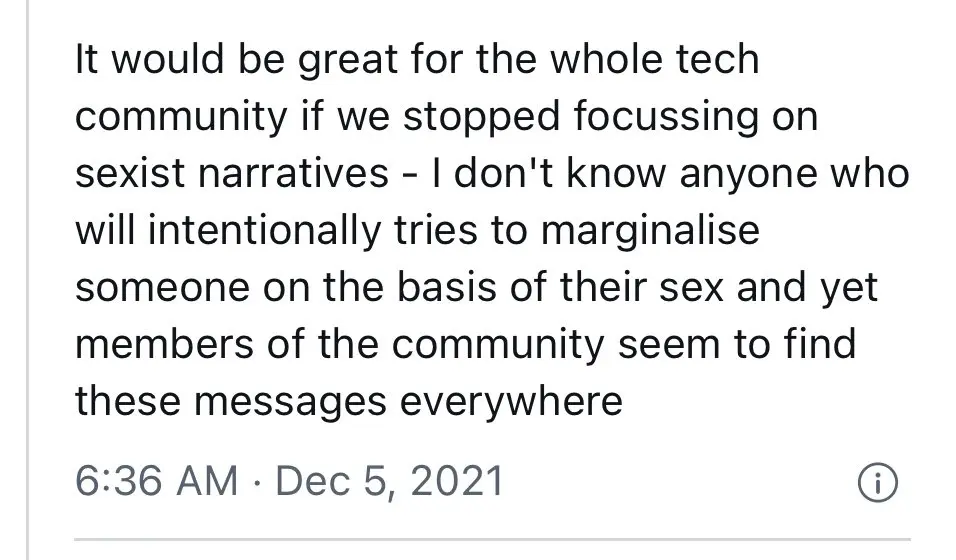 It would be great for the whole tech
community if we stopped focussing on
sexist narratives - I don't know anyone who
will intentionally tries to marginalise
someone on the basis of their sex and yet
members of the community seem to find
these messages everywhere
6:36 AM · Dec 5, 2021